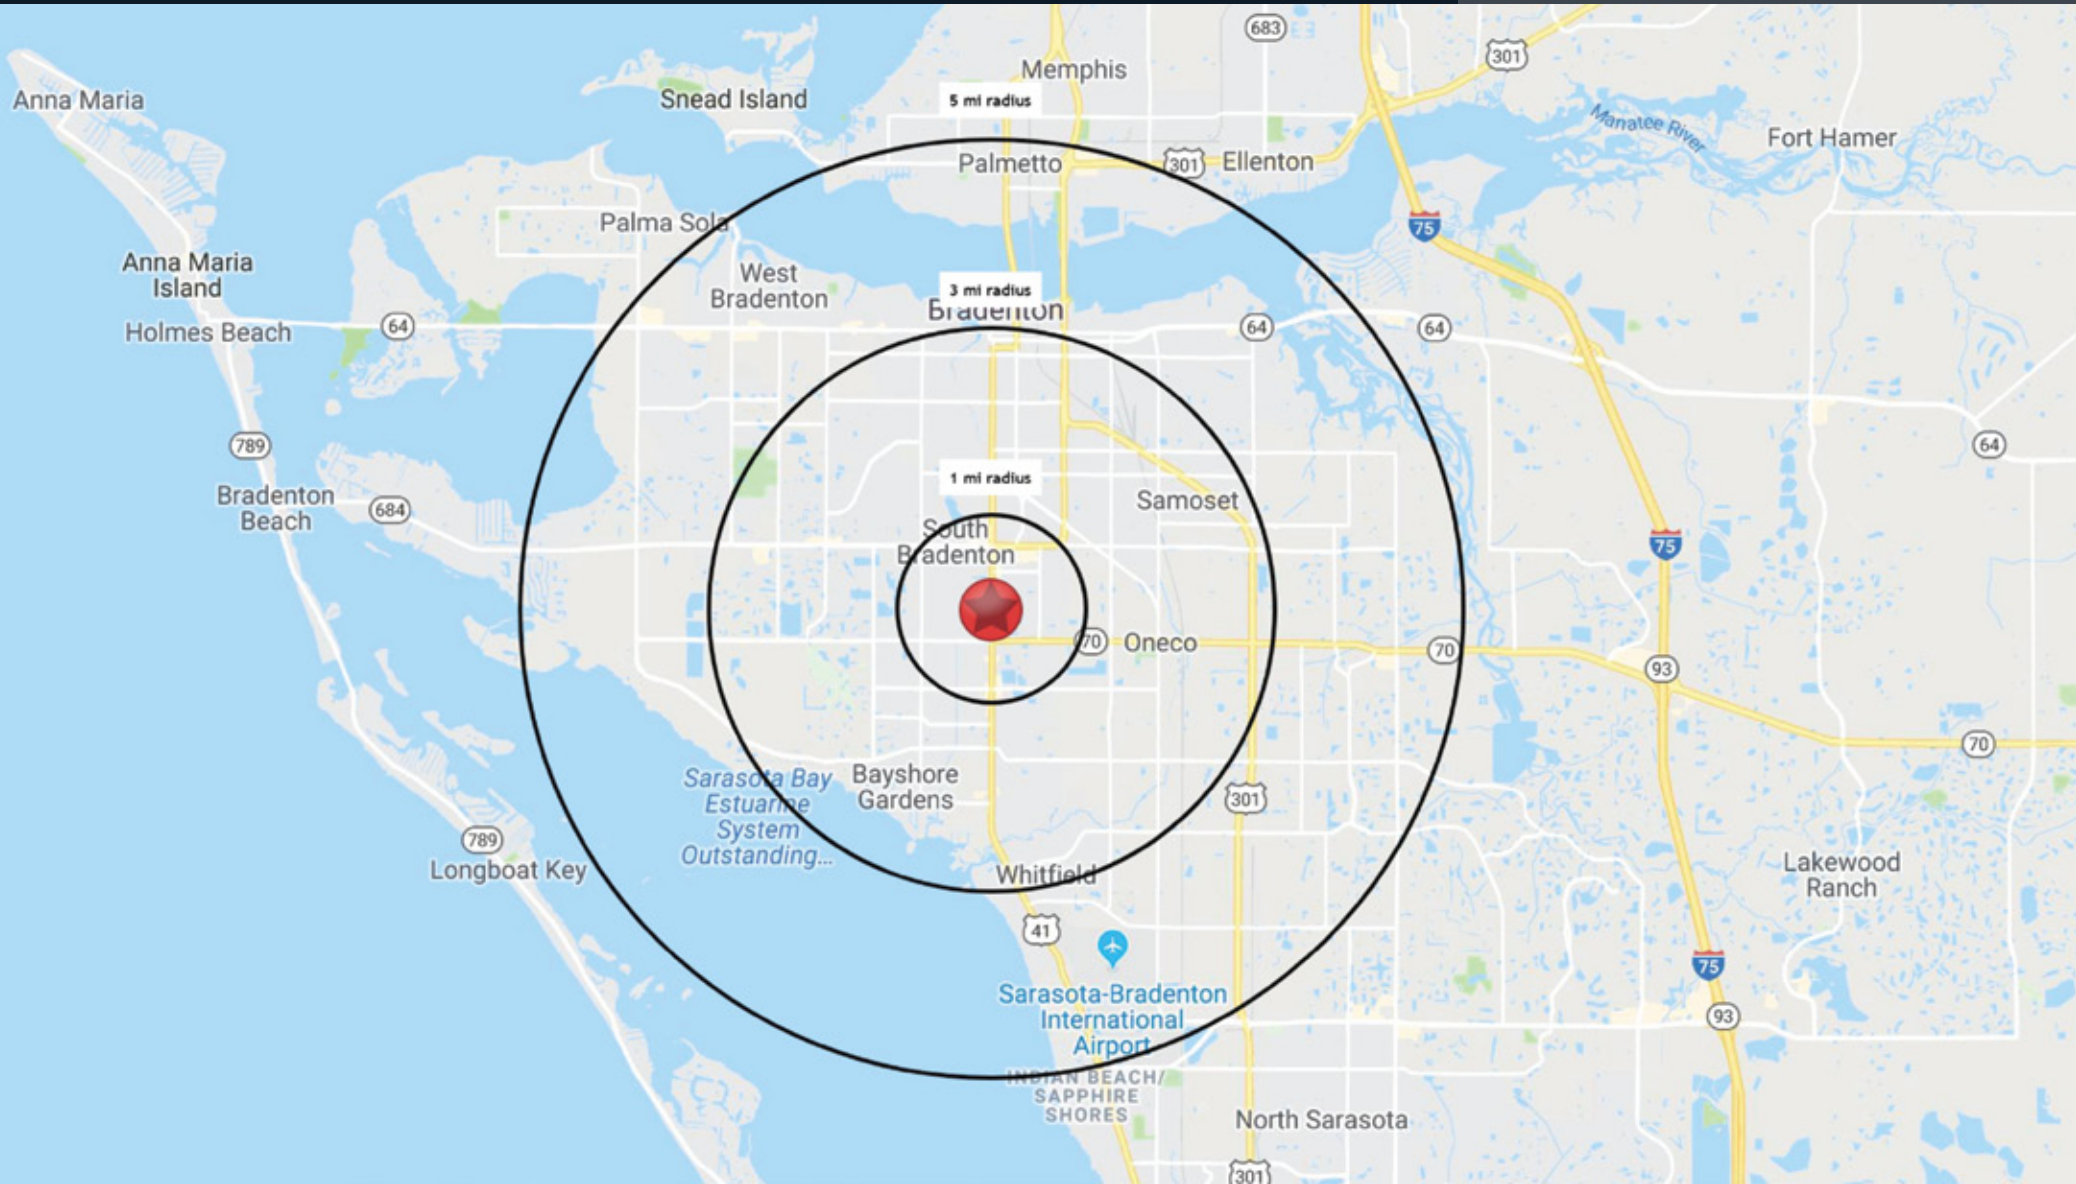 683
301
Memphis
Anna Maria
Snead Island
5 mi radius
Manatee River
Fort Hamer
Palmetto
301
Ellenton
Palma Sola
75
Anna Maria
Island
West
Bradenton
3 mi radius
Bradenton
Holmes Beach
64
64
64
789
64
1 mi radius
Bradenton
Beach
684
Samoset
South
Bradenton
75
70
Oneco
70
93
70
Sarasota Bay
Estuarine
System
Outstanding...
Bayshore
Gardens
301
789
Longboat Key
Whitfield
Lakewood
Ranch
41
75
Sarasota-Bradenton
International
Airport
93
INDIAN BEACH/
SAPPHIRE
SHORES
North Sarasota
301